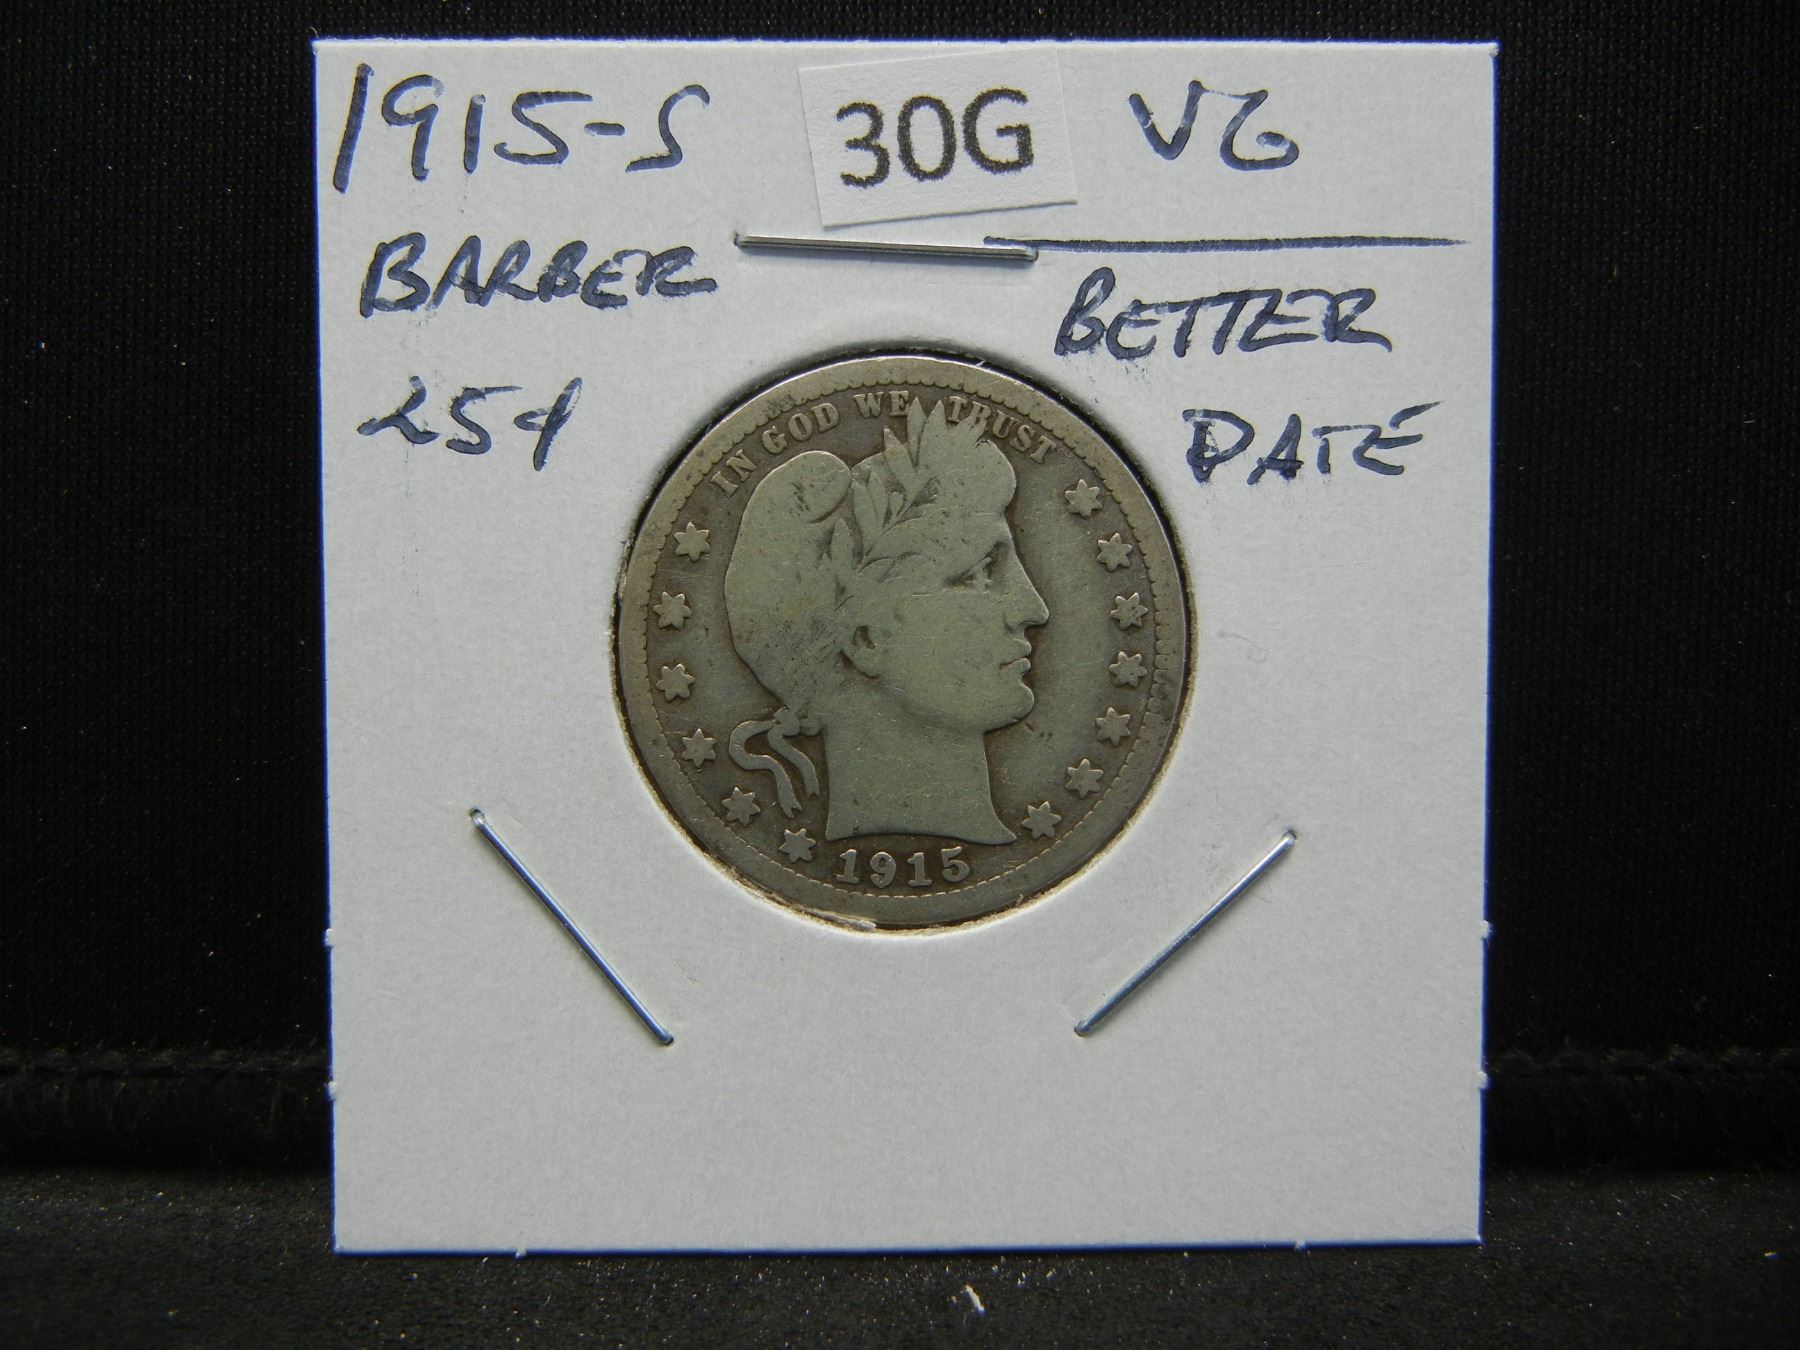 1915-S
30G
VG
BARBER
25¢
BETTER
DATE
IN GOD WE TRUST
1915